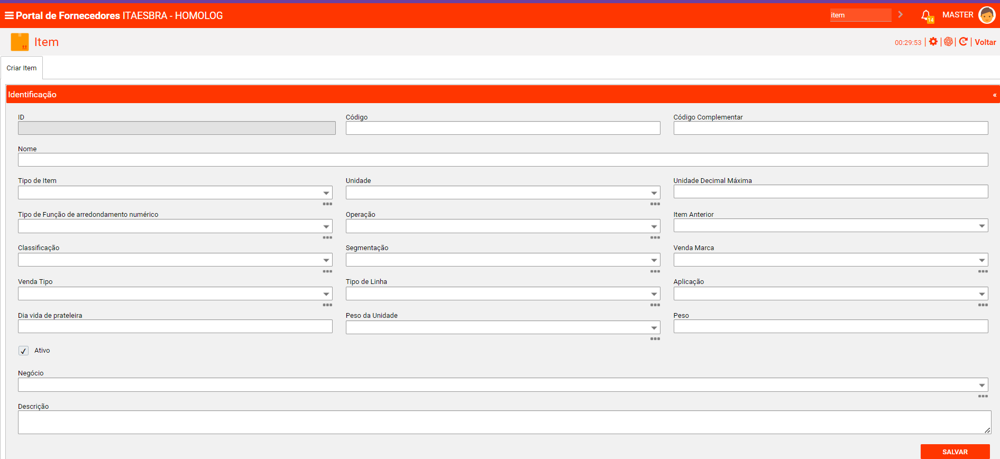 Portal de Fornecedores ITAESBRA - HOMOLOG item 14 MASTER
Item 00:29:53 | | | | Voltar
Criar Item
Identificação «
ID Código Código Complementar
Nome
Tipo de Item Unidade Unidade Decimal Máxima
Tipo de Função de arredondamento numérico Operação Item Anterior
Classificação Segmentação Venda Marca
Venda Tipo Tipo de Linha Aplicação
Dia vida de prateleira Peso da Unidade Peso
Ativo
Negócio
Descrição
SALVAR